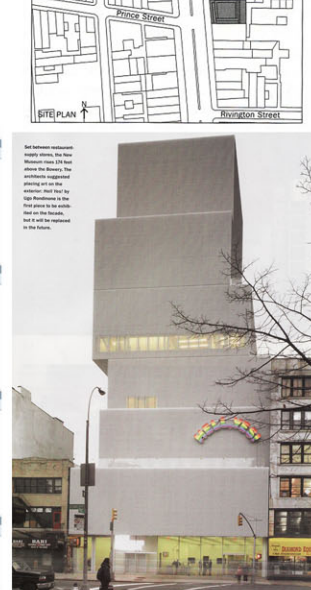 Prince Street
SITE PLAN
N
Rivington Street
Set between restaurant-
supply stores, the New
Museum rises 174 feet
above the Bowery. The
architects suggested
placing art on the
exterior. Hell Yes! by
Ugo Rondinone is the
first piece to be exhib-
ited on the facade,
but it will be replaced
in the future.
BARI
DIAMOND